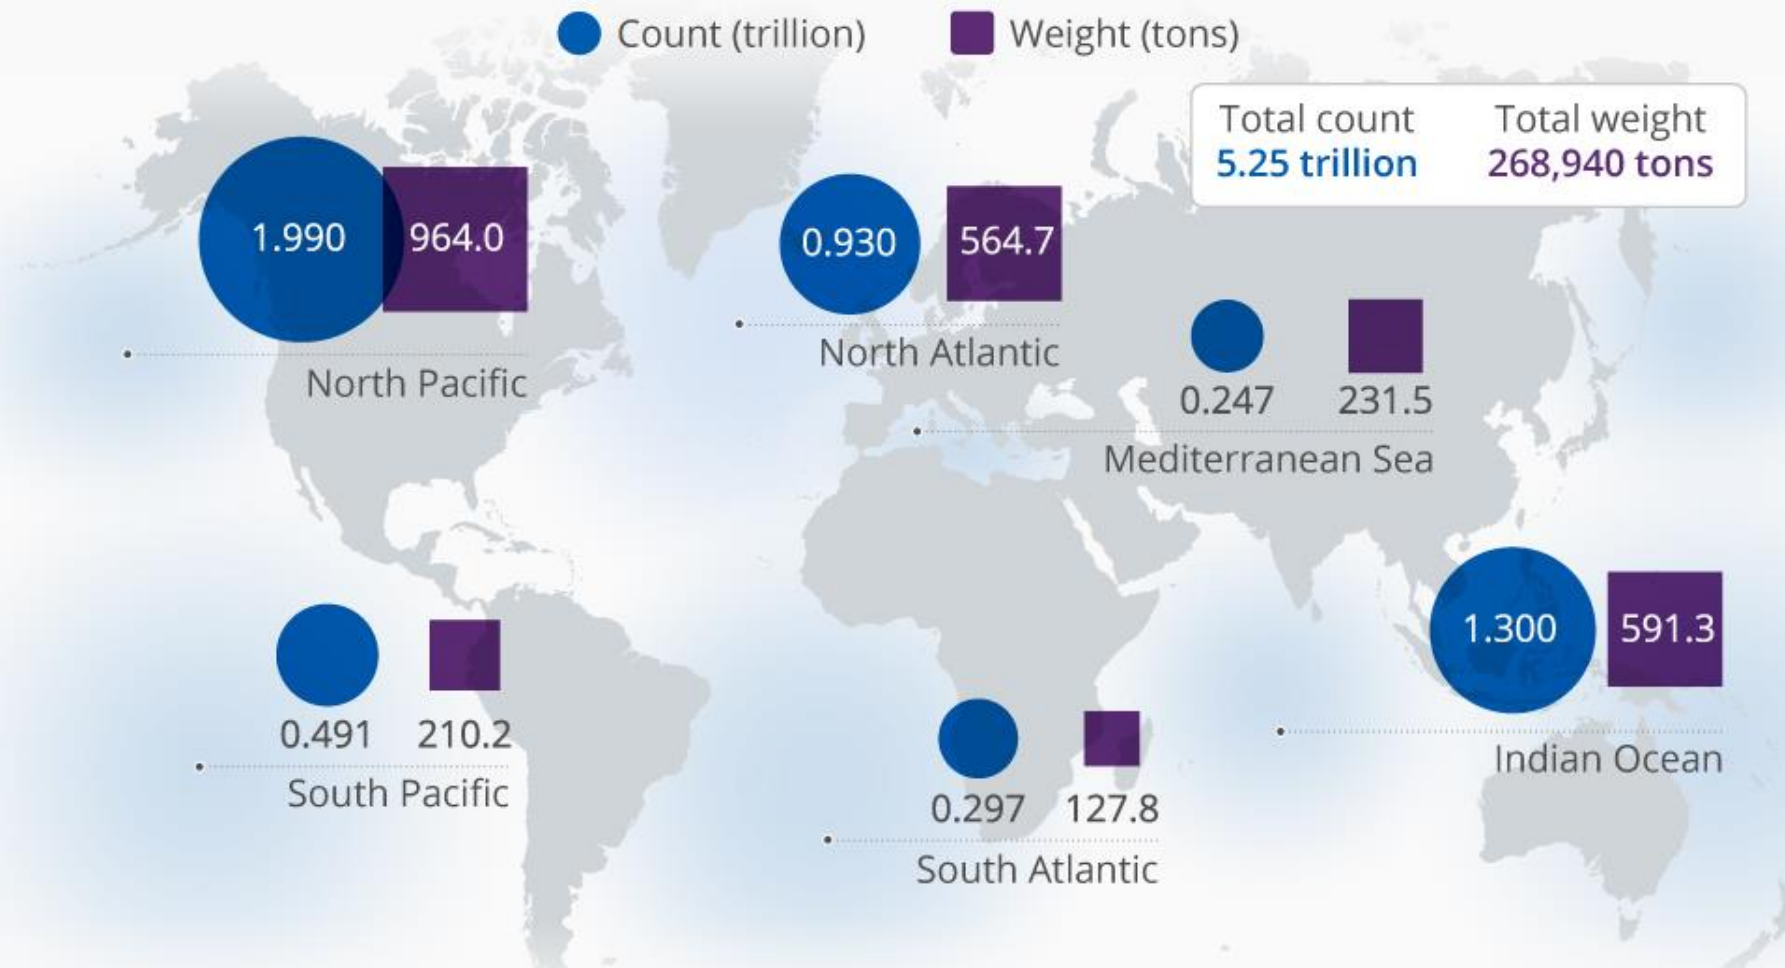 Count (trillion)
Weight (tons)
Total count
Total weight
5.25 trillion
268,940 tons
1.990
964.0
North Pacific
0.930
564.7
North Atlantic
0.247
231.5
Mediterranean Sea
1.300
591.3
Indian Ocean
0.491
210.2
South Pacific
0.297
127.8
South Atlantic